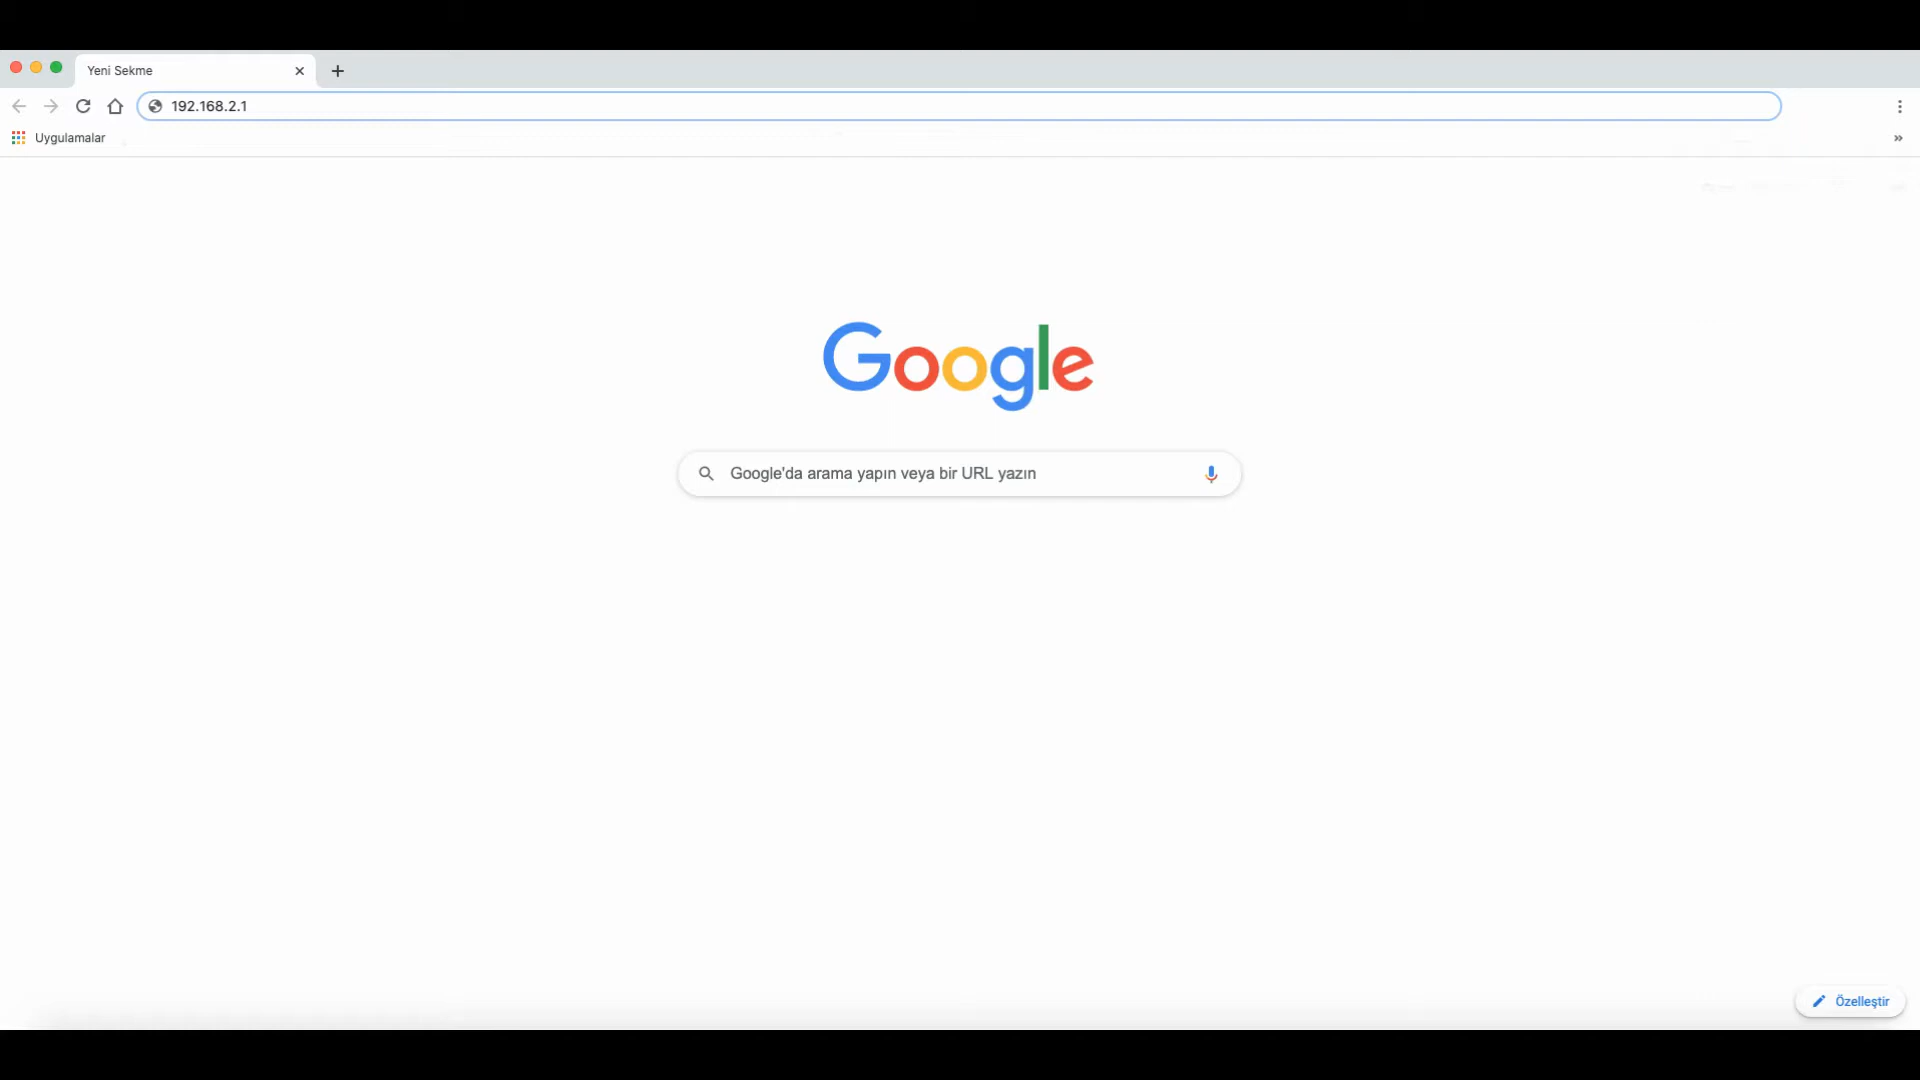 Yeni Sekme
192.168.2.1
Uygulamalar
Google
Google'da arama yapın veya bir URL yazın
Özelleştir